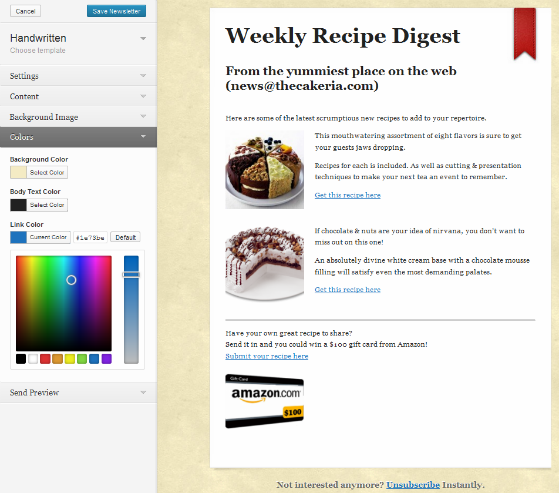 Cancel
Save Newsletter
Handwritten
Choose template
Settings
Content
Background Image
Colors
Background Color
Select Color
Body Text Color
Select Color
Link Color
Current Color
#1e73be
Default
Send Preview
Weekly Recipe Digest
From the yummiest place on the web
(news@thecakeria.com)
Here are some of the latest scrumptious new recipes to add to your repertoire.
This mouthwatering assortment of eight flavors is sure to get
your guests jaws dropping.
Recipes for each is included. As well as cutting & presentation
techniques to make your next tea an event to remember.
Get this recipe here
If chocolate & nuts are your idea of nirvana, you don't want to
miss out on this one!
An absolutely divine white cream base with a chocolate mousse
filling will satisfy even the most demanding palates.
Get this recipe here
Have your own great recipe to share?
Send it in and you could win a $100 gift card from Amazon!
Submit your recipe here
Gift Card
amazon.com
$100
Not interested anymore? Unsubscribe Instantly.